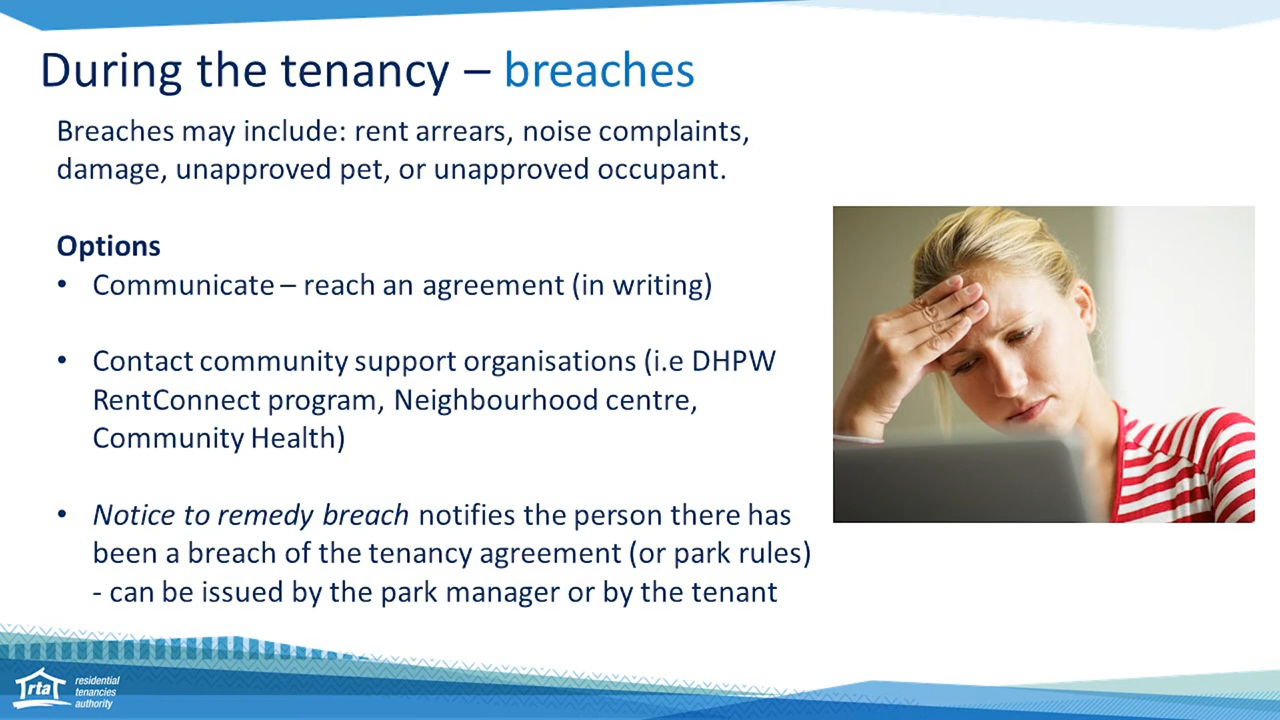 During the tenancy – breaches
Breaches may include: rent arrears, noise complaints,
damage, unapproved pet, or unapproved occupant.
Options
• Communicate – reach an agreement (in writing)
• Contact community support organisations (i.e DHPW
RentConnect program, Neighbourhood centre,
Community Health)
• Notice to remedy breach notifies the person there has
been a breach of the tenancy agreement (or park rules)
- can be issued by the park manager or by the tenant
rta
residential
tenancies
authority